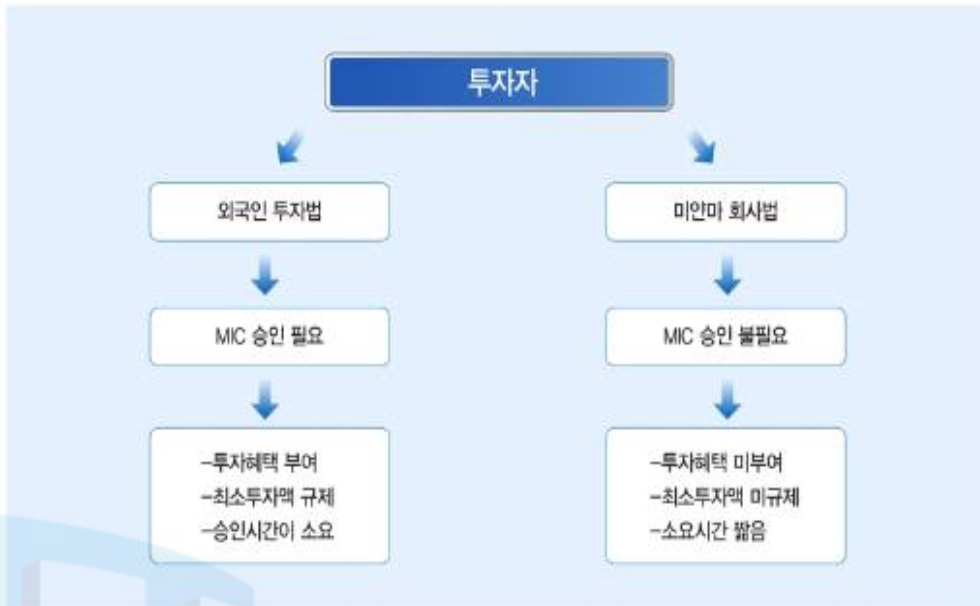 투자자
외국인 투자법
미얀마 회사법
MIC 승인 필요
MIC 승인 불필요
-투자혜택 부여
-최소투자액 규제
-승인시간이 소요
-투자혜택 미부여
-최소투자액 미규제
-소요시간 짧음